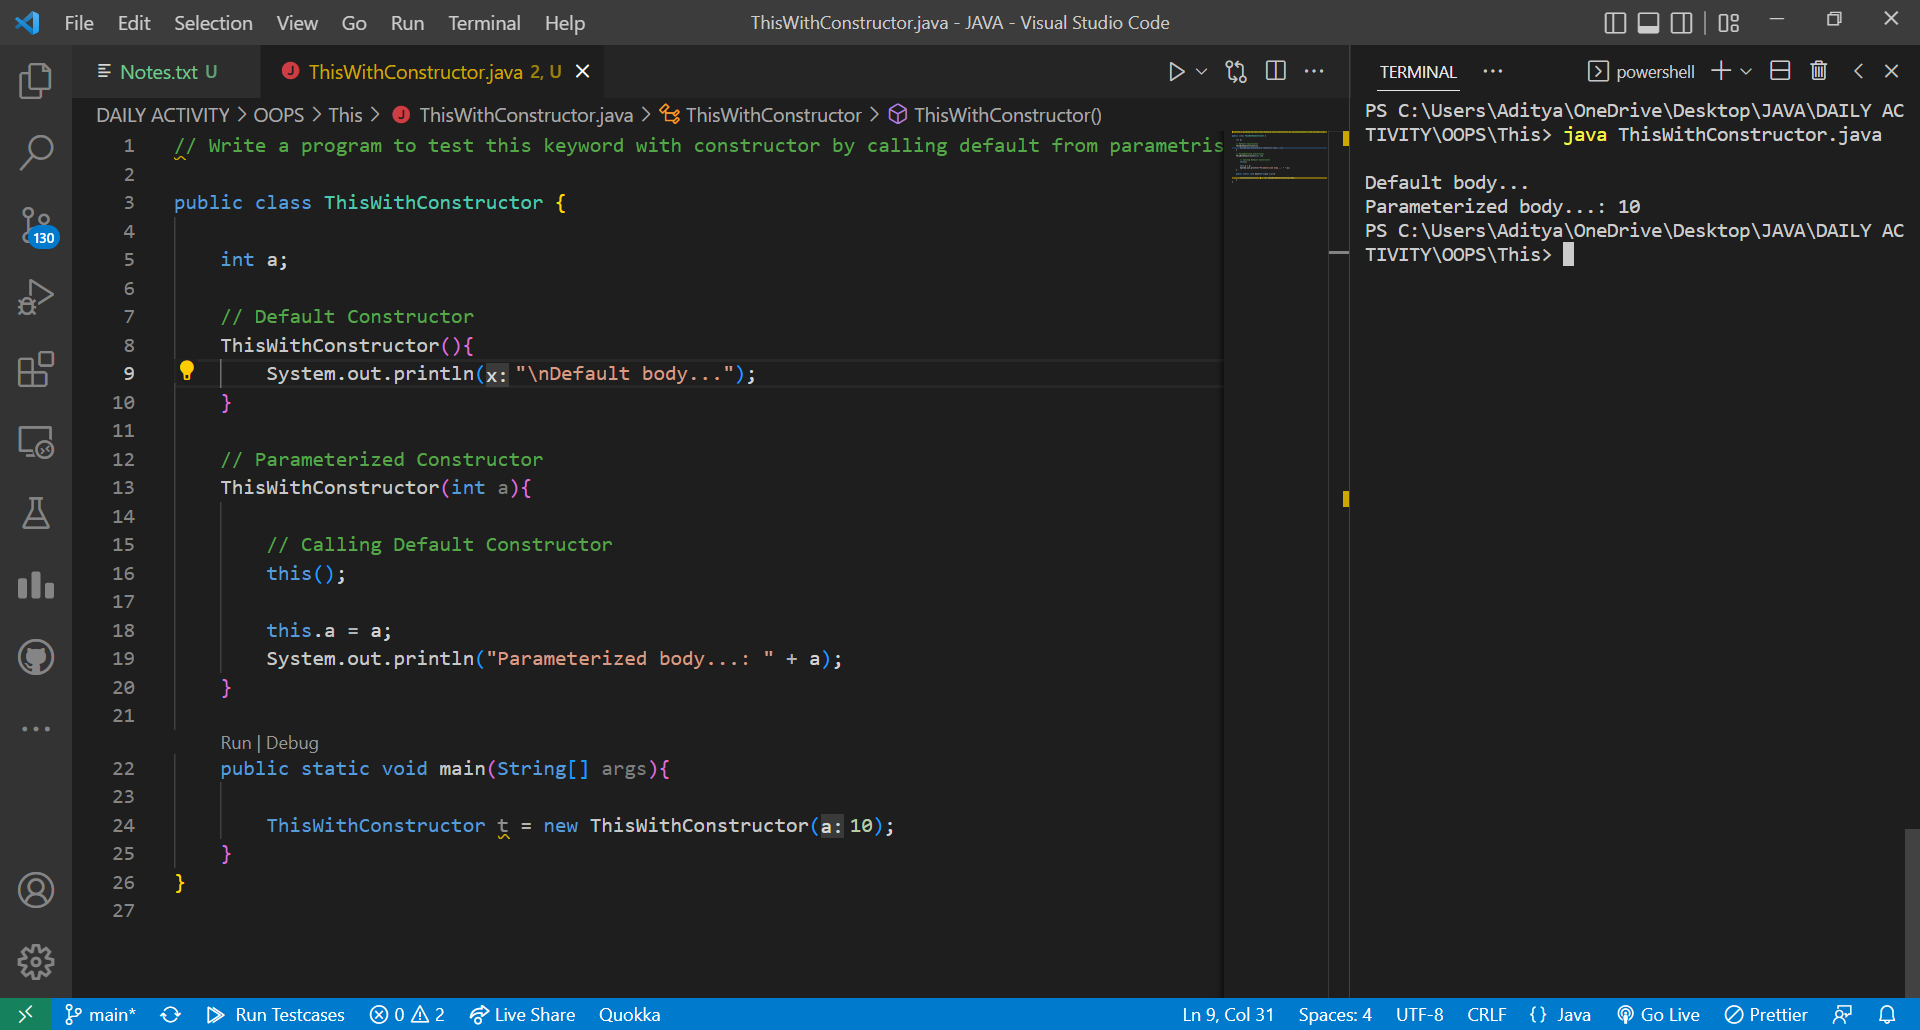 File Edit Selection View Go Run Terminal Help
ThisWithConstructor.java - JAVA - Visual Studio Code
Notes.txt U
J ThisWithConstructor.java 2, U
DAILY ACTIVITY > OOPS > This > J ThisWithConstructor.java > ThisWithConstructor > ThisWithConstructor()
1 // Write a program to test this keyword with constructor by calling default from parametris
2
3 public class ThisWithConstructor {
4
5 int a;
6
7 // Default Constructor
8 ThisWithConstructor(){
9 System.out.println(x: "\nDefault body...");
10 }
11
12 // Parameterized Constructor
13 ThisWithConstructor(int a){
14
15 // Calling Default Constructor
16 this();
17
18 this.a = a;
19 System.out.println("Parameterized body...: " + a);
20 }
21
Run | Debug
22 public static void main(String[] args){
23
24 ThisWithConstructor t = new ThisWithConstructor(a: 10);
25 }
26 }
27
TERMINAL
powershell
PS C:\Users\Aditya\OneDrive\Desktop\JAVA\DAILY AC
TIVITY\OOPS\This> java ThisWithConstructor.java
Default body...
Parameterized body...: 10
PS C:\Users\Aditya\OneDrive\Desktop\JAVA\DAILY AC
TIVITY\OOPS\This>
130
main* Run Testcases 0 2 Live Share Quokka
Ln 9, Col 31 Spaces: 4 UTF-8 CRLF {} Java Go Live Prettier